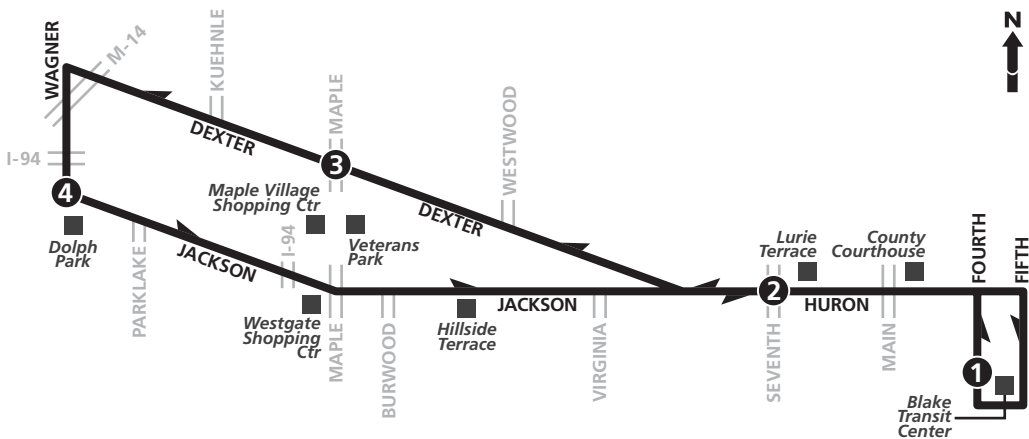 N
WAGNER
M-14
KUEHNLE
MAPLE
WESTWOOD
DEXTER
I-94
3
4
Maple Village
Shopping Ctr
DEXTER
Veterans
Park
Dolph
Park
PARKLAKE
JACKSON
I-94
Lurie
Terrace
County
Courthouse
FOURTH
FIFTH
2
JACKSON
HURON
Westgate
Shopping
Ctr
MAPLE
BURWOOD
Hillside
Terrace
VIRGINIA
SEVENTH
MAIN
1
Blake
Transit
Center